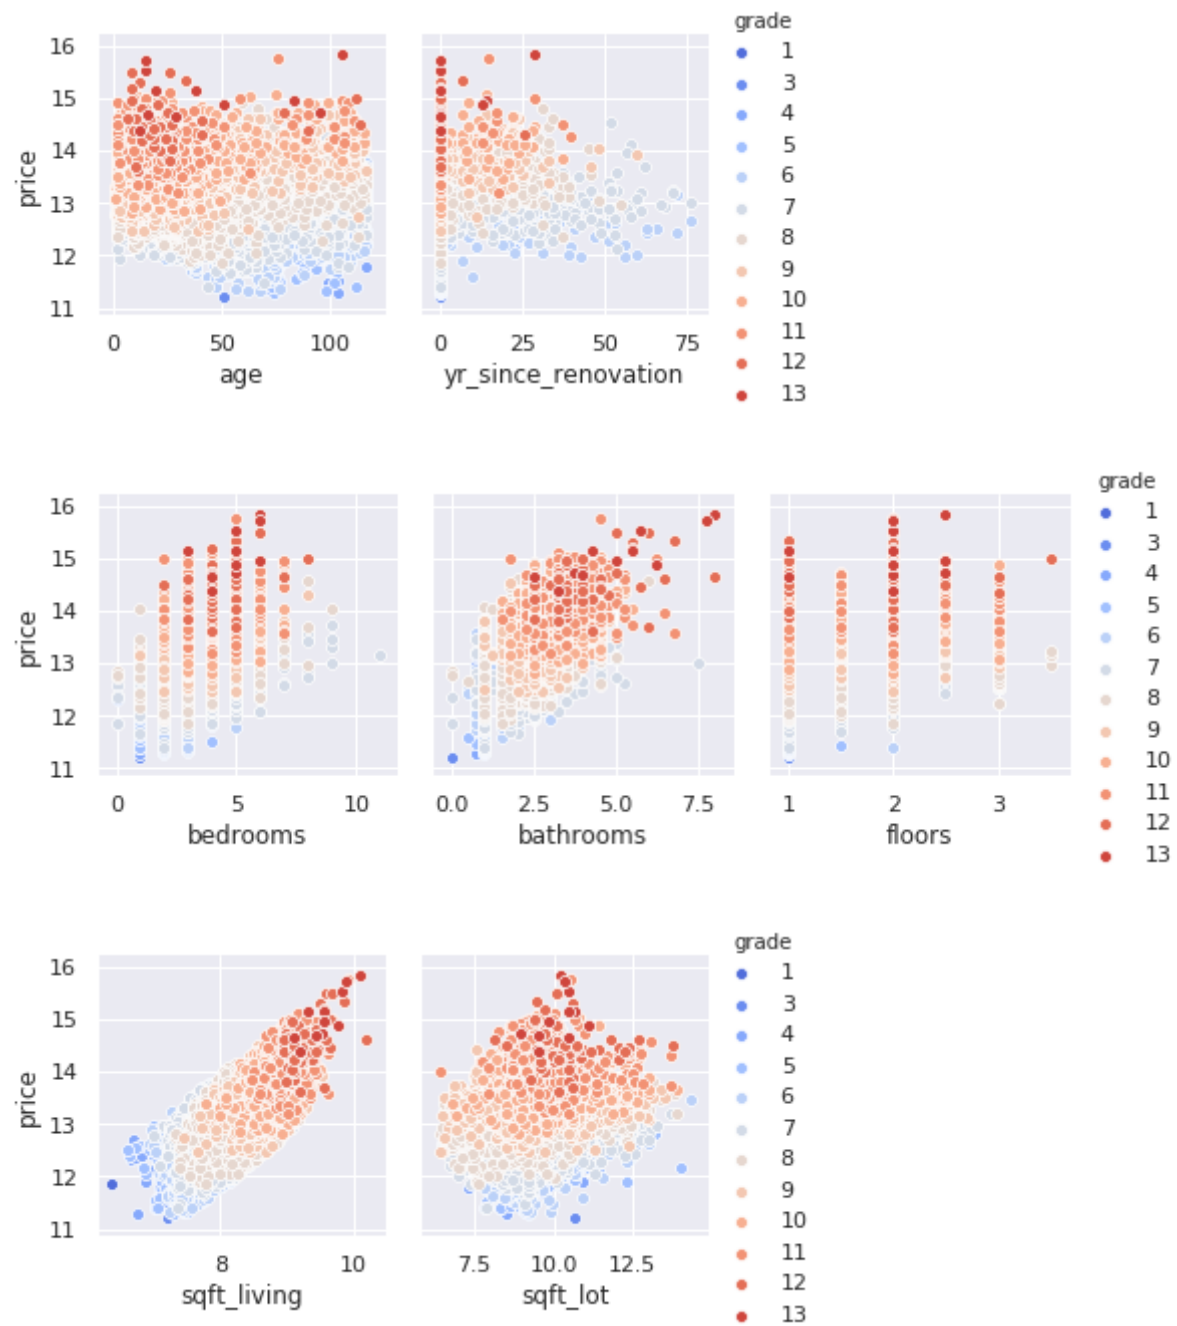 grade
16
15
14
13
12
11
price
0 50 100
age
0 25 50 75
yr_since_renovation
1
3
4
5
6
7
8
9
10
11
12
13
grade
16
15
14
13
12
11
price
0 5 10
bedrooms
0.0 2.5 5.0 7.5
bathrooms
1 2 3
floors
1
3
4
5
6
7
8
9
10
11
12
13
grade
16
15
14
13
12
11
price
8 10
sqft_living
7.5 10.0 12.5
sqft_lot
1
3
4
5
6
7
8
9
10
11
12
13